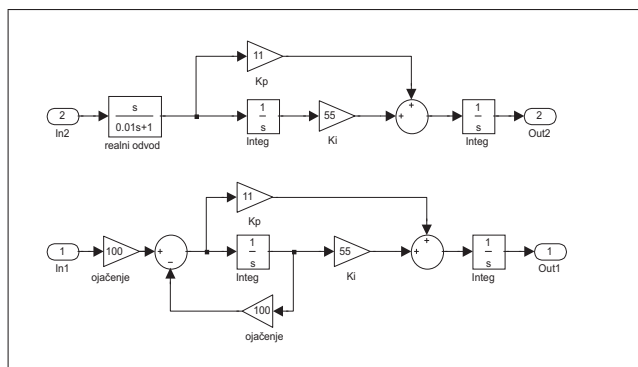 11
Kp
2
In2
s
0.01s+1
realni odvod
1
s
Integ
55
Ki
+
+
1
s
Integ
2
Out2
11
Kp
1
In1
100
ojačenje
+
−
1
s
Integ
55
Ki
+
+
1
s
Integ
1
Out1
100
ojačenje